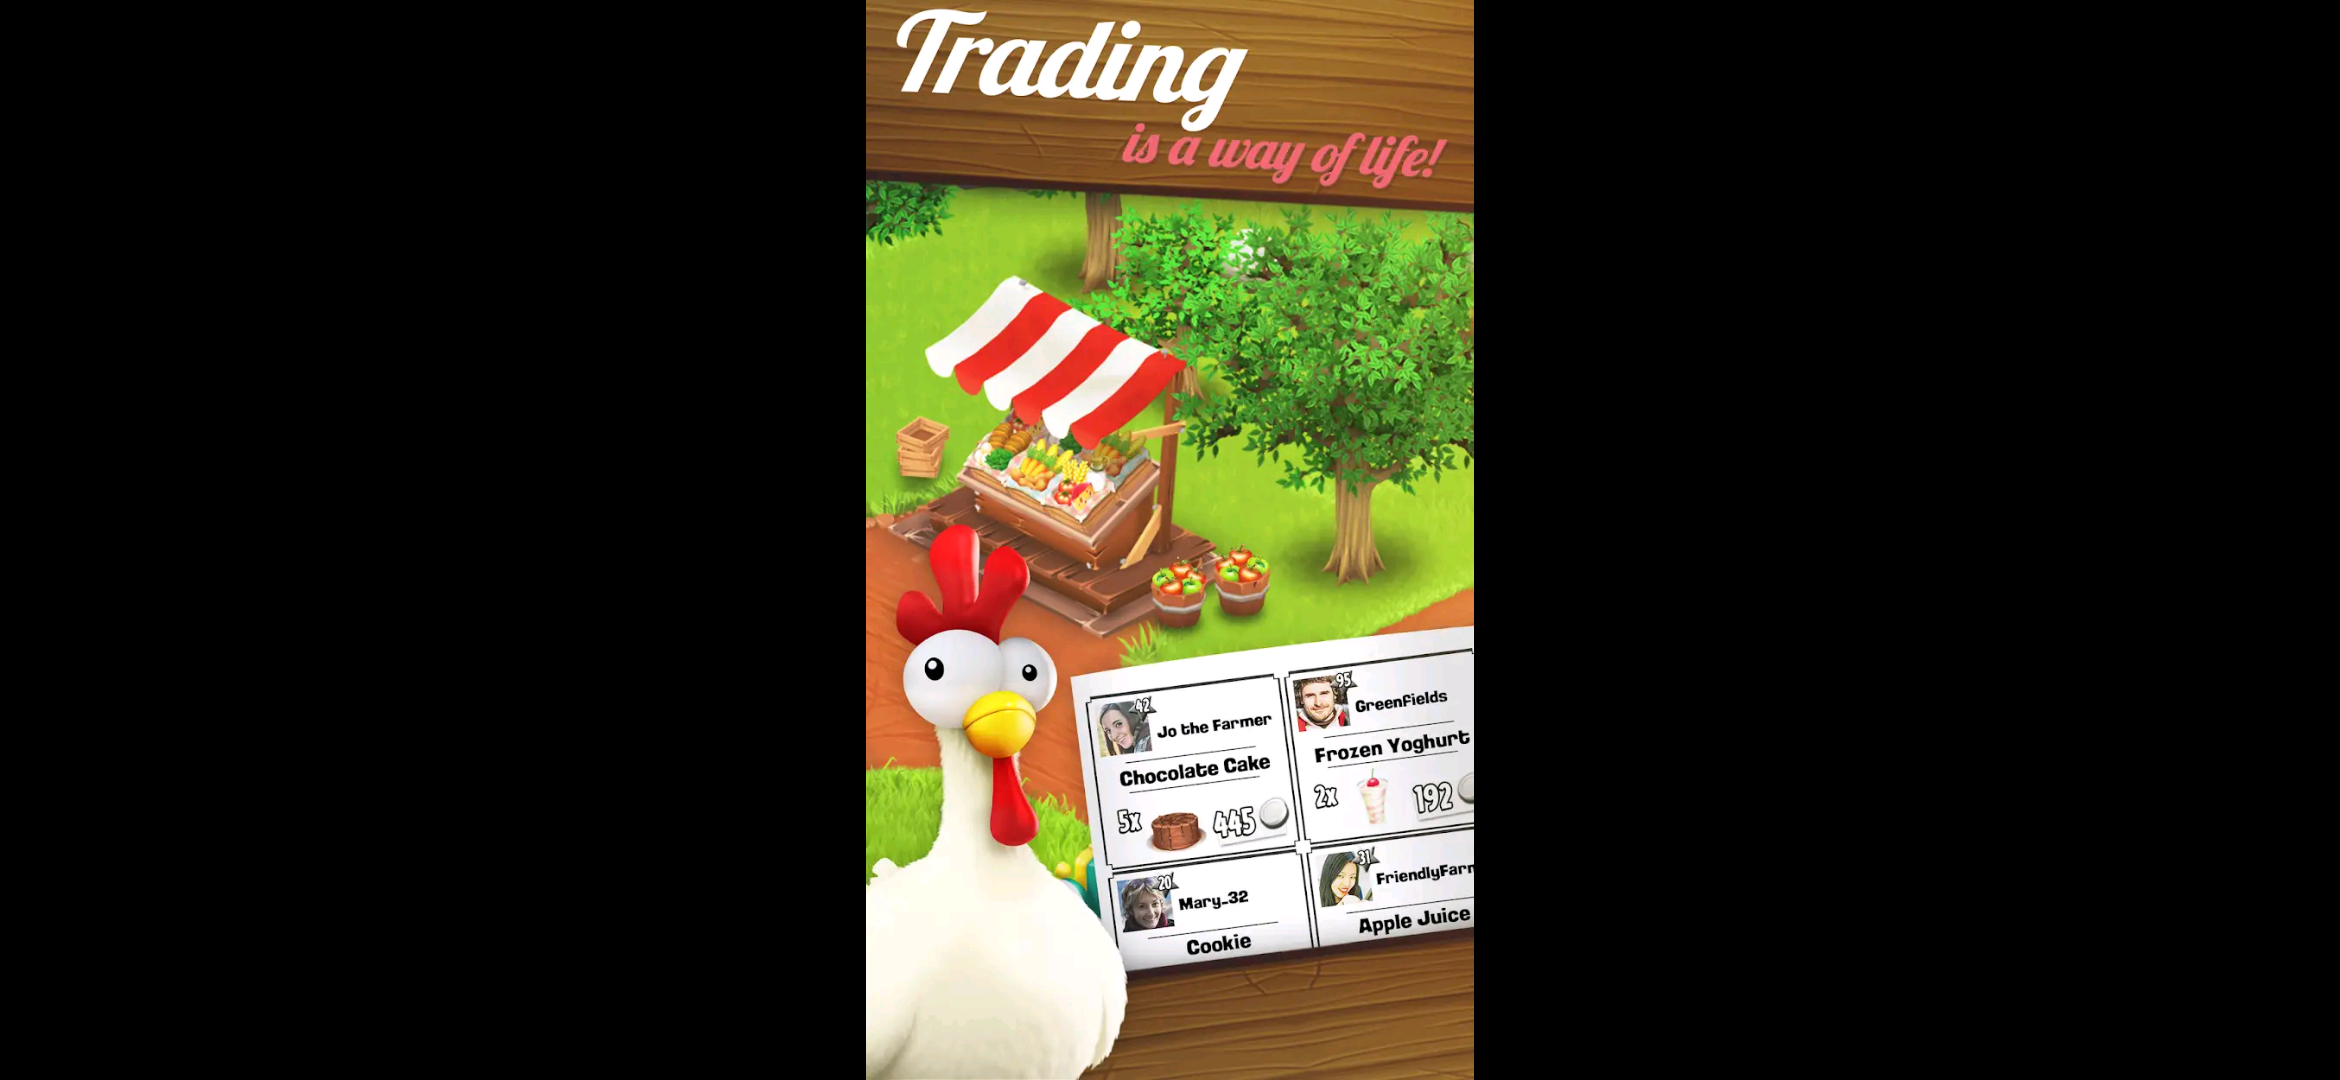 Trading
is a way of life!
42
Jo the Farmer
Chocolate Cake
5x
445
95
Greenfields
Frozen Yoghurt
2x
192
20
Mary_32
Cookie
31
FriendlyFarm
Apple Juice